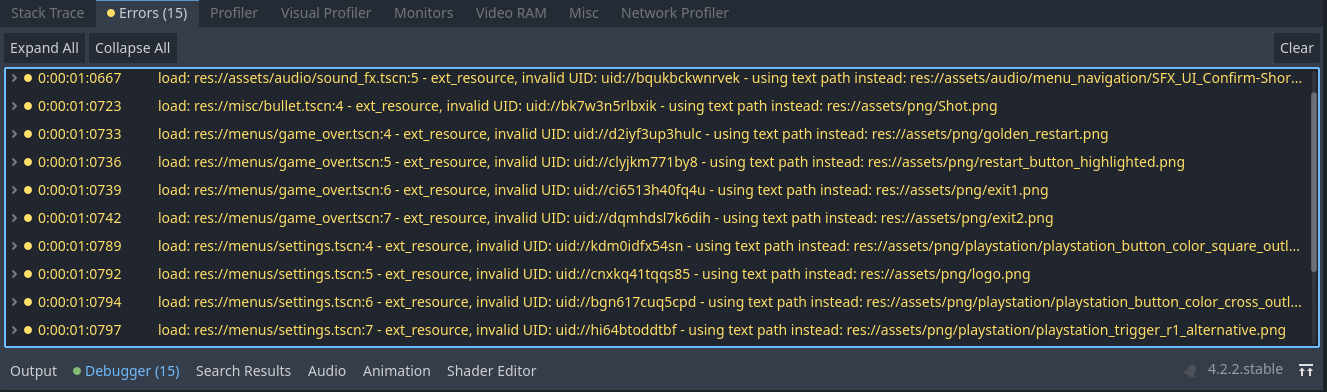 Stack Trace Errors (15) Profiler Visual Profiler Monitors Video RAM Misc Network Profiler
Expand All Collapse All Clear
0:00:01:0667 load: res://assets/audio/sound_fx.tscn:5 - ext_resource, invalid UID: uid://bqukbckwnrvek - using text path instead: res://assets/audio/menu_navigation/SFX_UI_Confirm-Shor...
0:00:01:0723 load: res://misc/bullet.tscn:4 - ext_resource, invalid UID: uid://bk7w3n5rlbxik - using text path instead: res://assets/png/Shot.png
0:00:01:0733 load: res://menus/game_over.tscn:4 - ext_resource, invalid UID: uid://d2iyf3up3hulc - using text path instead: res://assets/png/golden_restart.png
0:00:01:0736 load: res://menus/game_over.tscn:5 - ext_resource, invalid UID: uid://clyjkm771by8 - using text path instead: res://assets/png/restart_button_highlighted.png
0:00:01:0739 load: res://menus/game_over.tscn:6 - ext_resource, invalid UID: uid://ci6513h40fq4u - using text path instead: res://assets/png/exit1.png
0:00:01:0742 load: res://menus/game_over.tscn:7 - ext_resource, invalid UID: uid://dqmhdsl7k6dih - using text path instead: res://assets/png/exit2.png
0:00:01:0789 load: res://menus/settings.tscn:4 - ext_resource, invalid UID: uid://kdm0idfx54sn - using text path instead: res://assets/png/playstation/playstation_button_color_square_outl...
0:00:01:0792 load: res://menus/settings.tscn:5 - ext_resource, invalid UID: uid://cnxkq41tqqs85 - using text path instead: res://assets/png/logo.png
0:00:01:0794 load: res://menus/settings.tscn:6 - ext_resource, invalid UID: uid://bgn617cuq5cpd - using text path instead: res://assets/png/playstation/playstation_button_color_cross_outl...
0:00:01:0797 load: res://menus/settings.tscn:7 - ext_resource, invalid UID: uid://hi64btoddtbf - using text path instead: res://assets/png/playstation/playstation_trigger_r1_alternative.png
Output Debugger (15) Search Results Audio Animation Shader Editor 4.2.2.stable